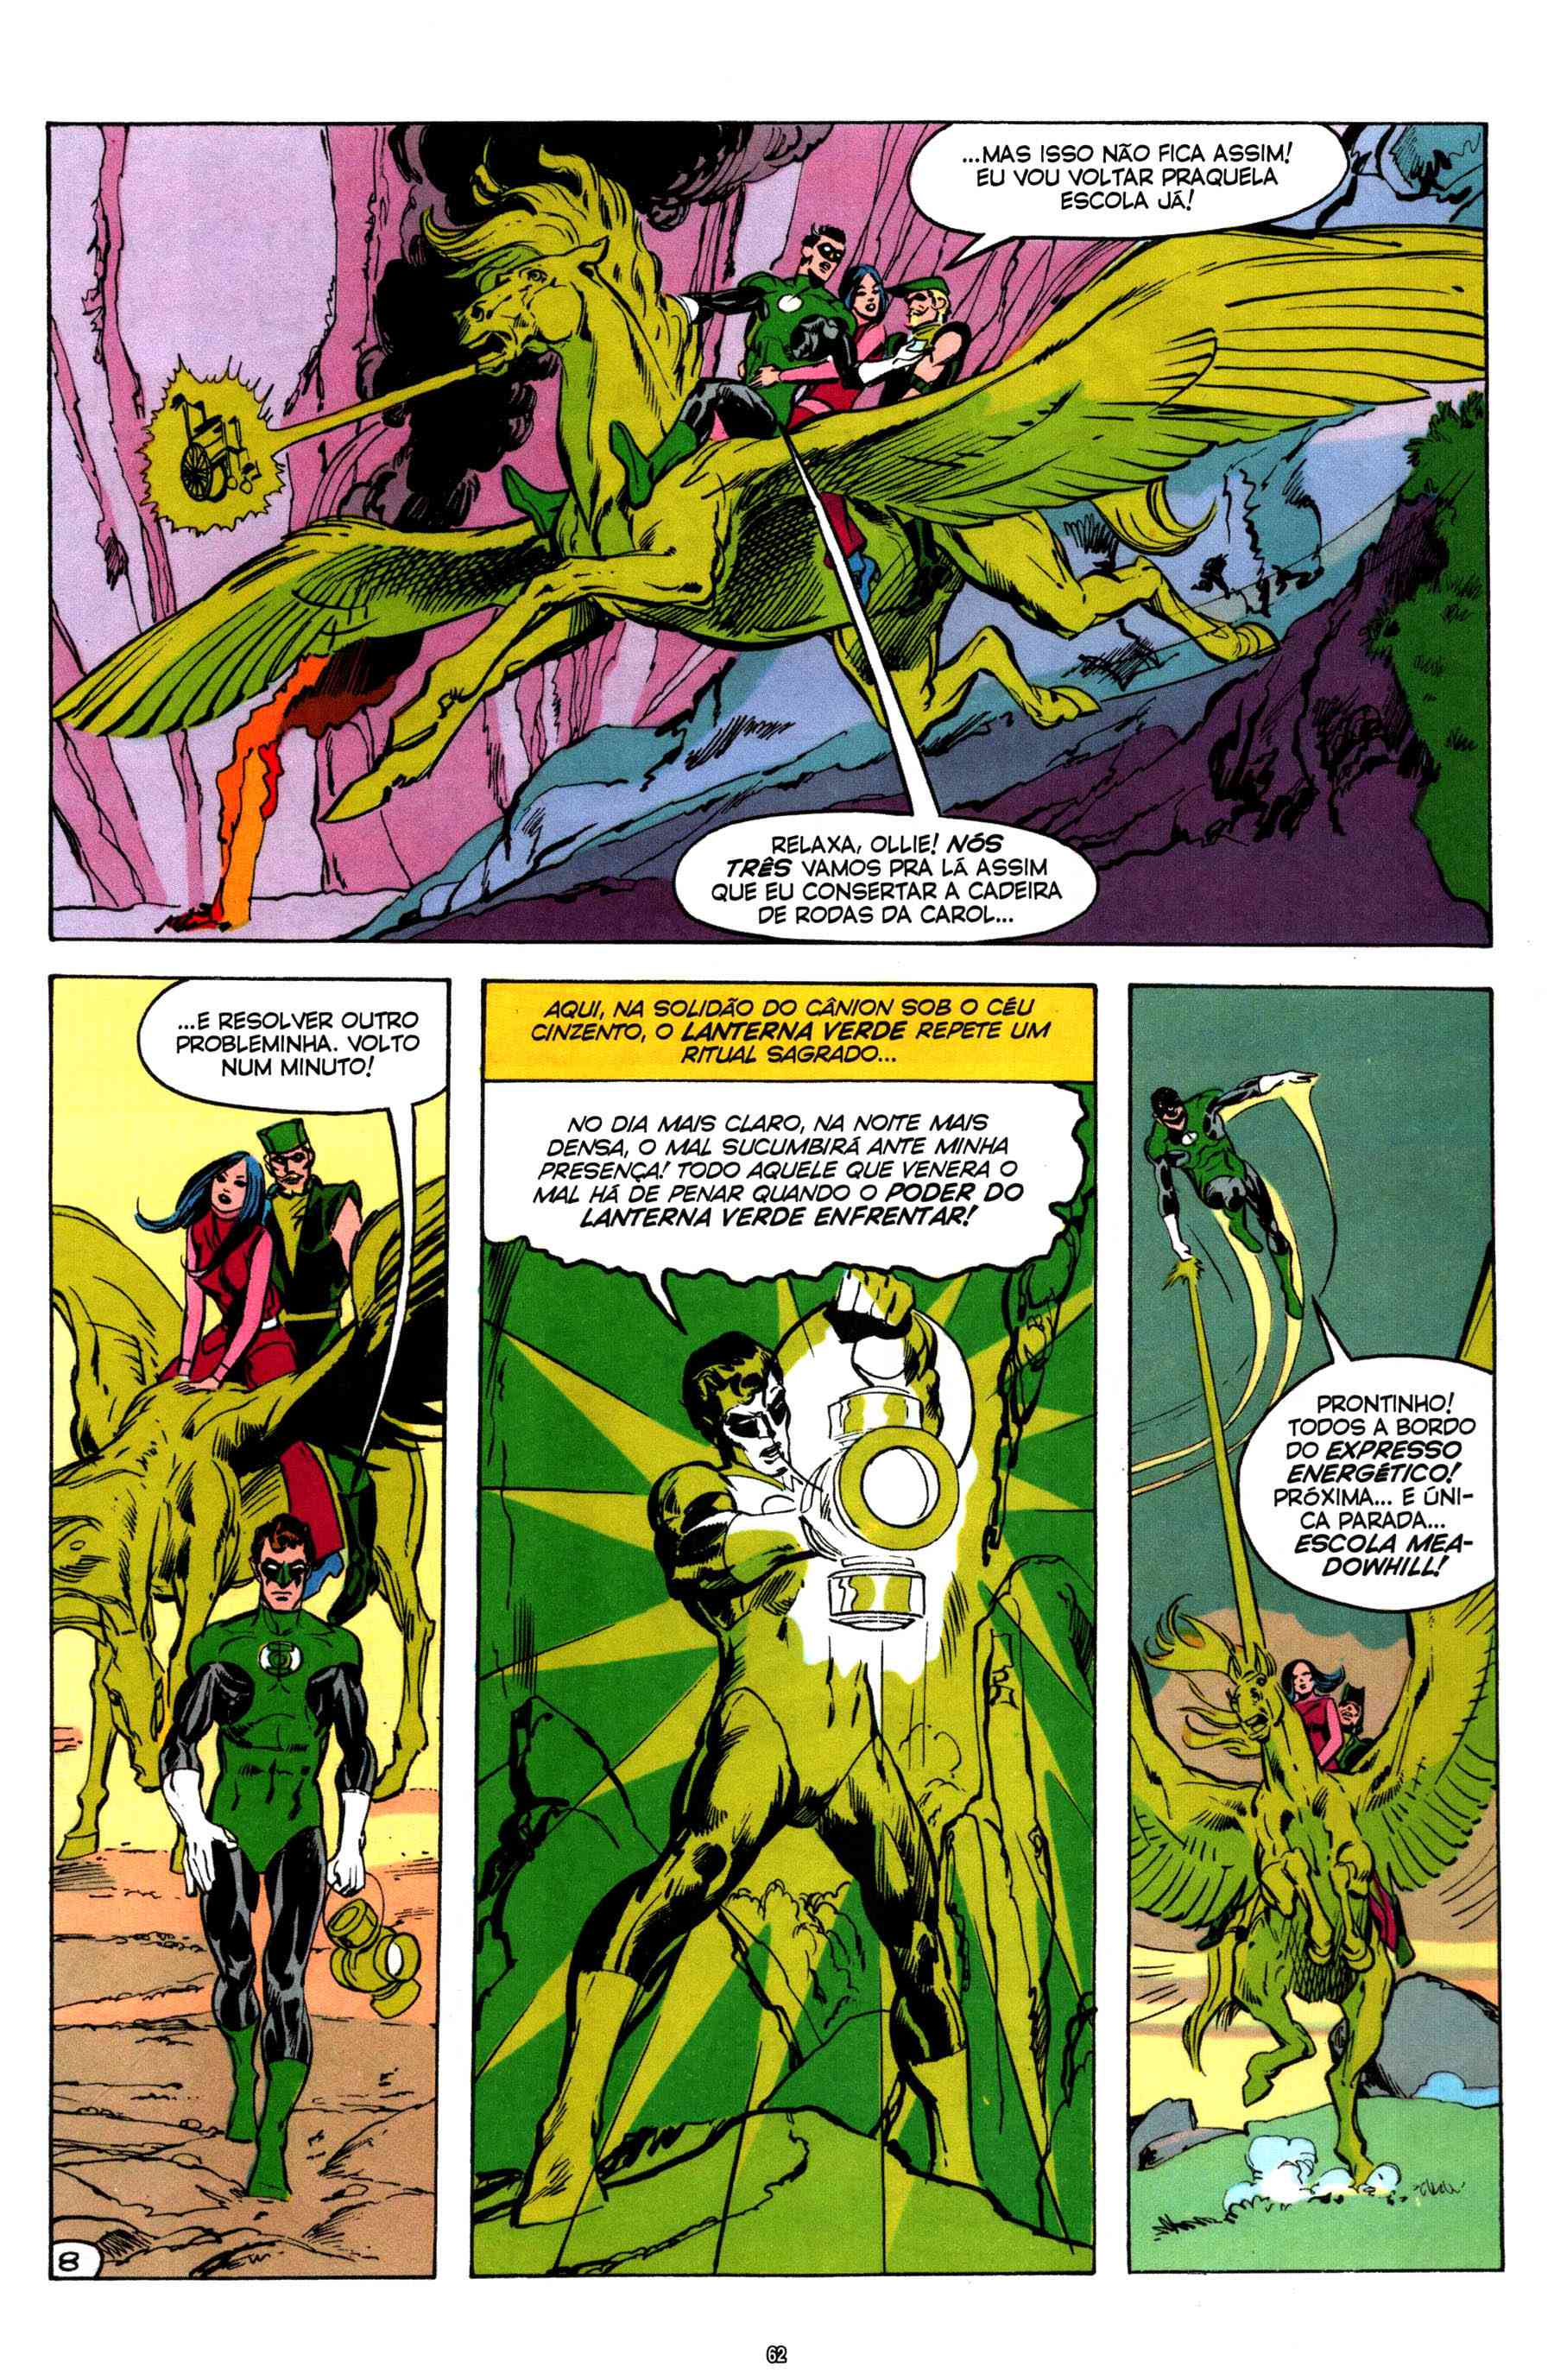 ...MAS ISSO NÃO FICA ASSIM!
EU VOU VOLTAR PRAQUELA
ESCOLA JÁ!
RELAXA, OLLIE! NÓS
TRÊS VAMOS PRA LÁ ASSIM
QUE EU CONSERTAR A CADEIRA
DE RODAS DA CAROL...
...E RESOLVER OUTRO
PROBLEMINHA. VOLTO
NUM MINUTO!
AQUI, NA SOLIDÃO DO CÂNION SOB O CÉU
CINZENTO, O LANTERNA VERDE REPETE UM
RITUAL SAGRADO...
NO DIA MAIS CLARO, NA NOITE MAIS
DENSA, O MAL SUCUMBIRÁ ANTE MINHA
PRESENÇA! TODO AQUELE QUE VENERA O
MAL HÁ DE PENAR QUANDO O PODER DO
LANTERNA VERDE ENFRENTAR!
PRONTINHO!
TODOS A BORDO
DO EXPRESSO
ENERGÉTICO!
PRÓXIMA... E ÚNI-
CA PARADA...
ESCOLA MEA-
DOWHILL!
8
62